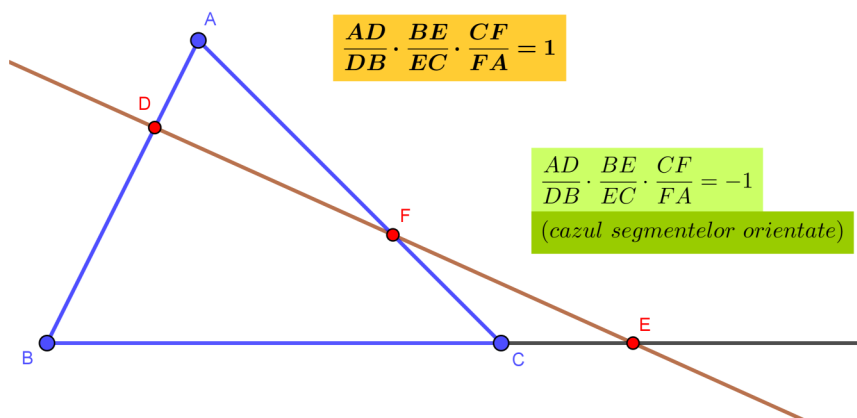 A
AD/DB · BE/EC · CF/FA = 1
D
AD/DB · BE/EC · CF/FA = −1
(cazul segmentelor orientate)
F
E
B
C